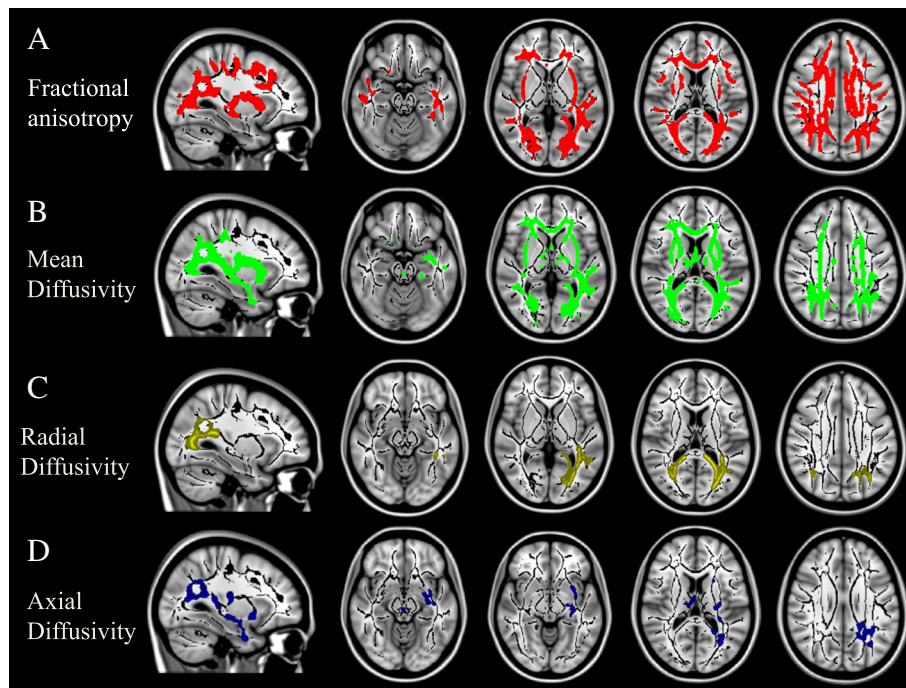 A
Fractional
anisotropy
B
Mean
Diffusivity
C
Radial
Diffusivity
D
Axial
Diffusivity